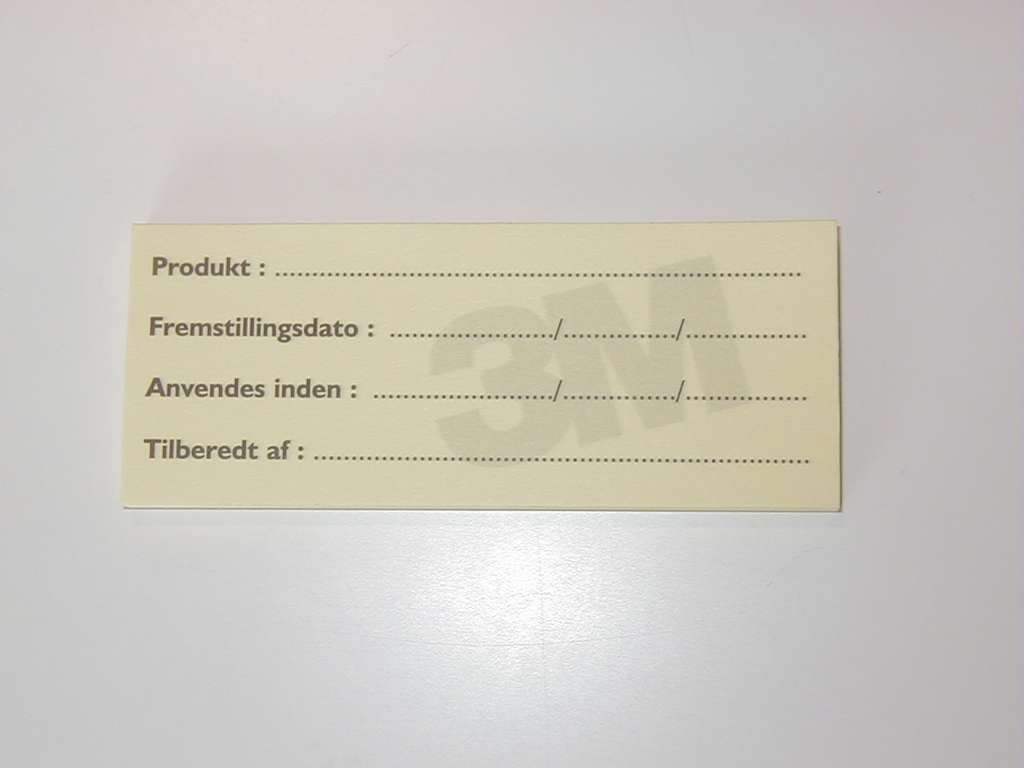 Produkt : ......................................................................
Fremstillingsdato : ....................../.............../................
Anvendes inden : ......................../.............../................
Tilberedt af : ..................................................................
3M